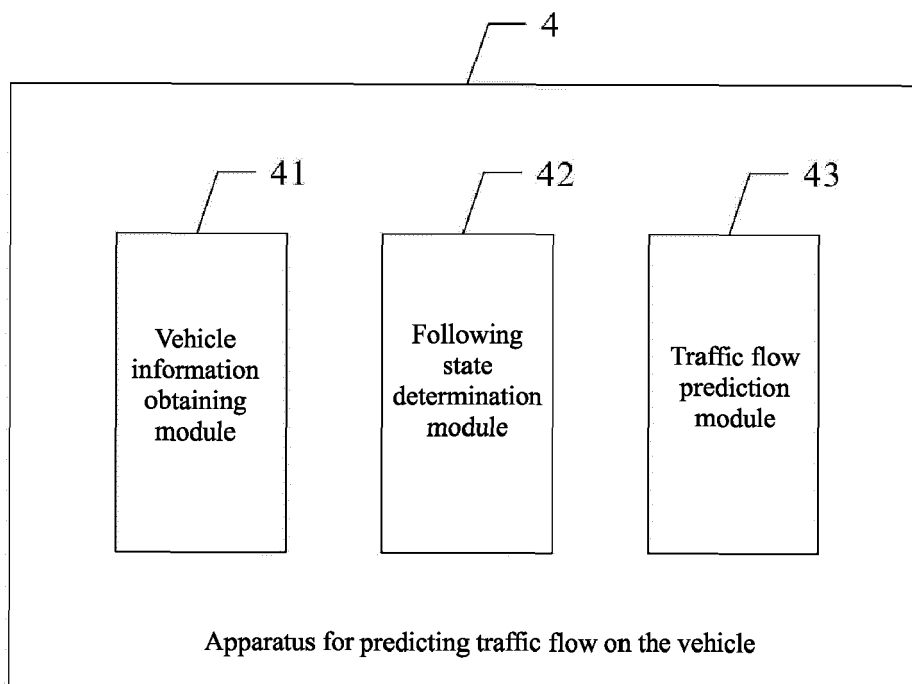 4
41
42
43
Vehicle
information
obtaining
module
Following
state
determination
module
Traffic flow
prediction
module
Apparatus for predicting traffic flow on the vehicle